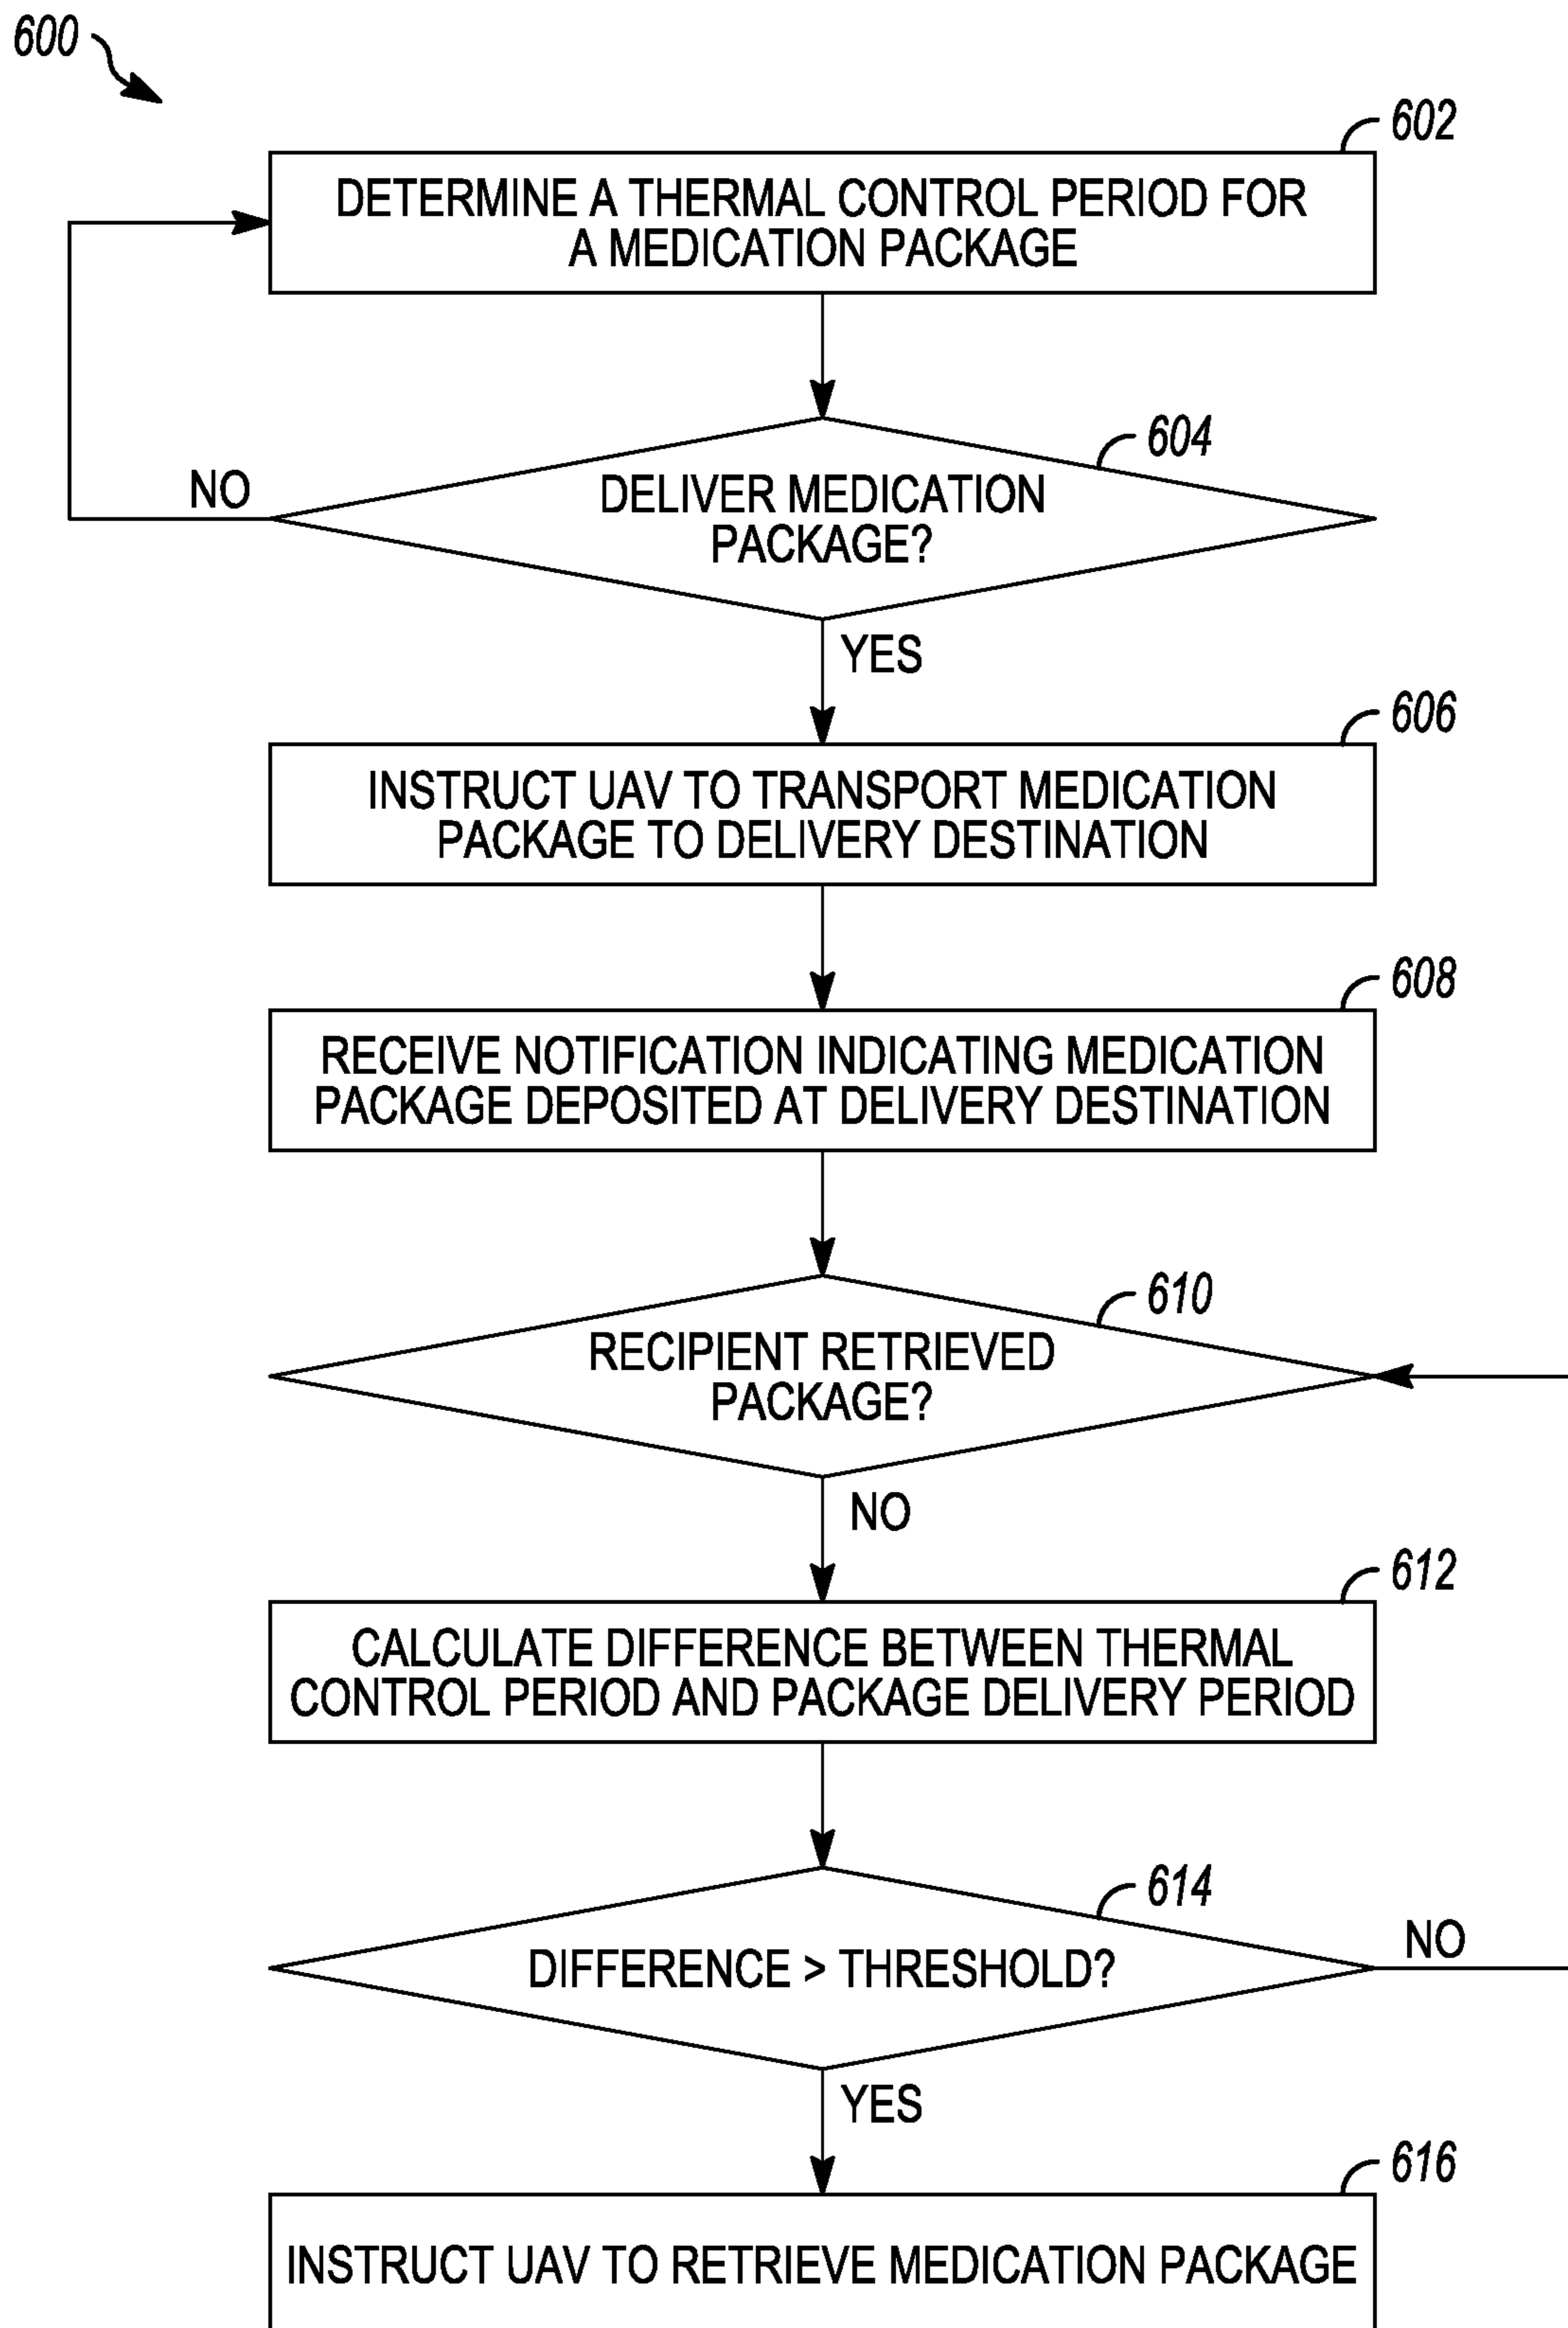 600
602
DETERMINE A THERMAL CONTROL PERIOD FOR
A MEDICATION PACKAGE
604
NO
DELIVER MEDICATION
PACKAGE?
YES
606
INSTRUCT UAV TO TRANSPORT MEDICATION
PACKAGE TO DELIVERY DESTINATION
608
RECEIVE NOTIFICATION INDICATING MEDICATION
PACKAGE DEPOSITED AT DELIVERY DESTINATION
610
RECIPIENT RETRIEVED
PACKAGE?
NO
612
CALCULATE DIFFERENCE BETWEEN THERMAL
CONTROL PERIOD AND PACKAGE DELIVERY PERIOD
614
NO
DIFFERENCE > THRESHOLD?
YES
616
INSTRUCT UAV TO RETRIEVE MEDICATION PACKAGE